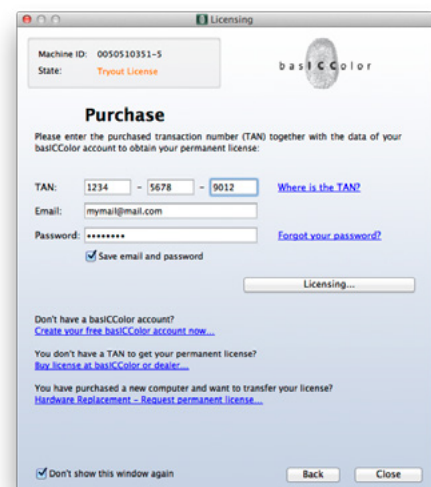 Licensing
Machine ID: 0050510351-5
State: Tryout License
basICColor
Purchase
Please enter the purchased transaction number (TAN) together with the data of your
basICColor account to obtain your permanent license:
TAN: 1234 - 5678 - 9012 Where is the TAN?
Email: mymail@mail.com
Password: •••••••• Forgot your password?
Save email and password
Licensing...
Don't have a basICColor account?
Create your free basICColor account now...
You don't have a TAN to get your permanent license?
Buy license at basICColor or dealer...
You have purchased a new computer and want to transfer your license?
Hardware Replacement - Request permanent license...
Don't show this window again
Back Close